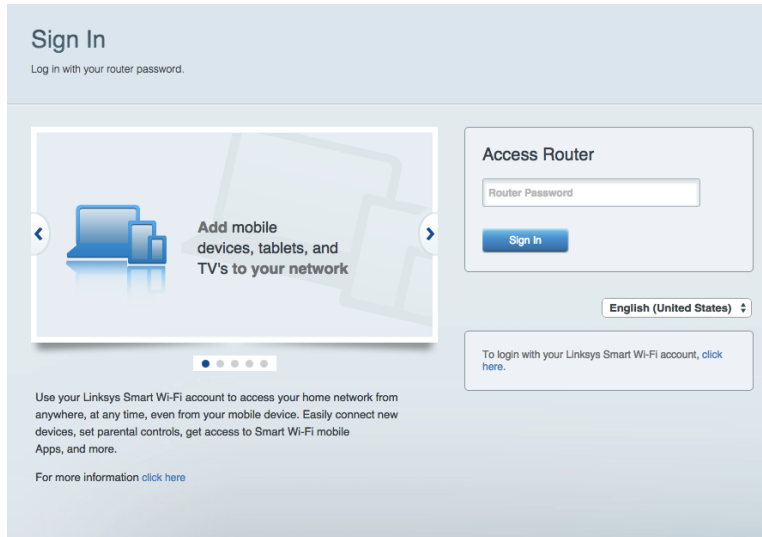 Sign In
Log in with your router password.
Add mobile
devices, tablets, and
TV's to your network
Use your Linksys Smart Wi-Fi account to access your home network from
anywhere, at any time, even from your mobile device. Easily connect new
devices, set parental controls, get access to Smart Wi-Fi mobile
Apps, and more.
For more information click here
Access Router
Router Password
Sign In
English (United States)
To login with your Linksys Smart Wi-Fi account, click
here.